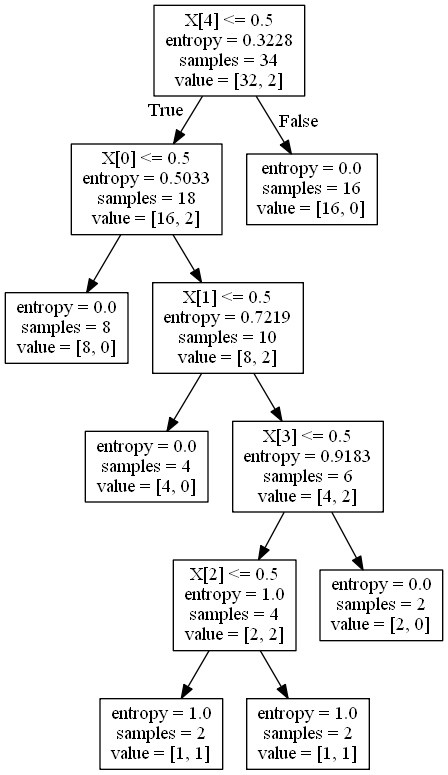 X[4] <= 0.5
entropy = 0.3228
samples = 34
value = [32, 2]
True
False
X[0] <= 0.5
entropy = 0.5033
samples = 18
value = [16, 2]
entropy = 0.0
samples = 16
value = [16, 0]
entropy = 0.0
samples = 8
value = [8, 0]
X[1] <= 0.5
entropy = 0.7219
samples = 10
value = [8, 2]
entropy = 0.0
samples = 4
value = [4, 0]
X[3] <= 0.5
entropy = 0.9183
samples = 6
value = [4, 2]
X[2] <= 0.5
entropy = 1.0
samples = 4
value = [2, 2]
entropy = 0.0
samples = 2
value = [2, 0]
entropy = 1.0
samples = 2
value = [1, 1]
entropy = 1.0
samples = 2
value = [1, 1]